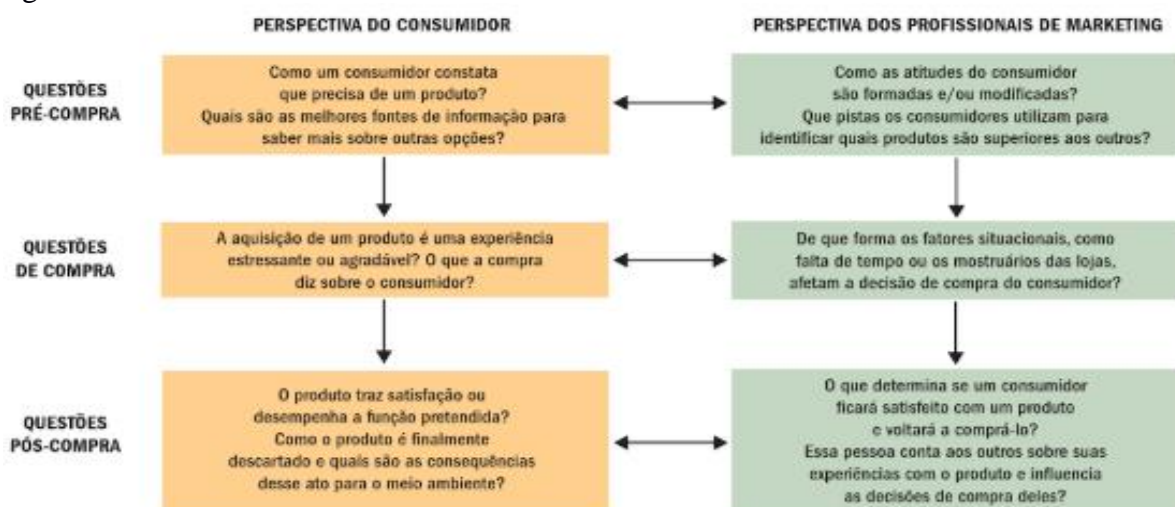 PERSPECTIVA DO CONSUMIDOR
PERSPECTIVA DOS PROFISSIONAIS DE MARKETING
QUESTÕES
PRÉ-COMPRA
Como um consumidor constata
que precisa de um produto?
Quais são as melhores fontes de informação para
saber mais sobre outras opções?
Como as atitudes do consumidor
são formadas e/ou modificadas?
Que pistas os consumidores utilizam para
identificar quais produtos são superiores aos outros?
QUESTÕES
DE COMPRA
A aquisição de um produto é uma experiência
estressante ou agradável? O que a compra
diz sobre o consumidor?
De que forma os fatores situacionais, como
falta de tempo ou os mostruários das lojas,
afetam a decisão de compra do consumidor?
QUESTÕES
PÓS-COMPRA
O produto traz satisfação ou
desempenha a função pretendida?
Como o produto é finalmente
descartado e quais são as consequências
desse ato para o meio ambiente?
O que determina se um consumidor
ficará satisfeito com um produto
e voltará a comprá-lo?
Essa pessoa conta aos outros sobre suas
experiências com o produto e influencia
as decisões de compra deles?